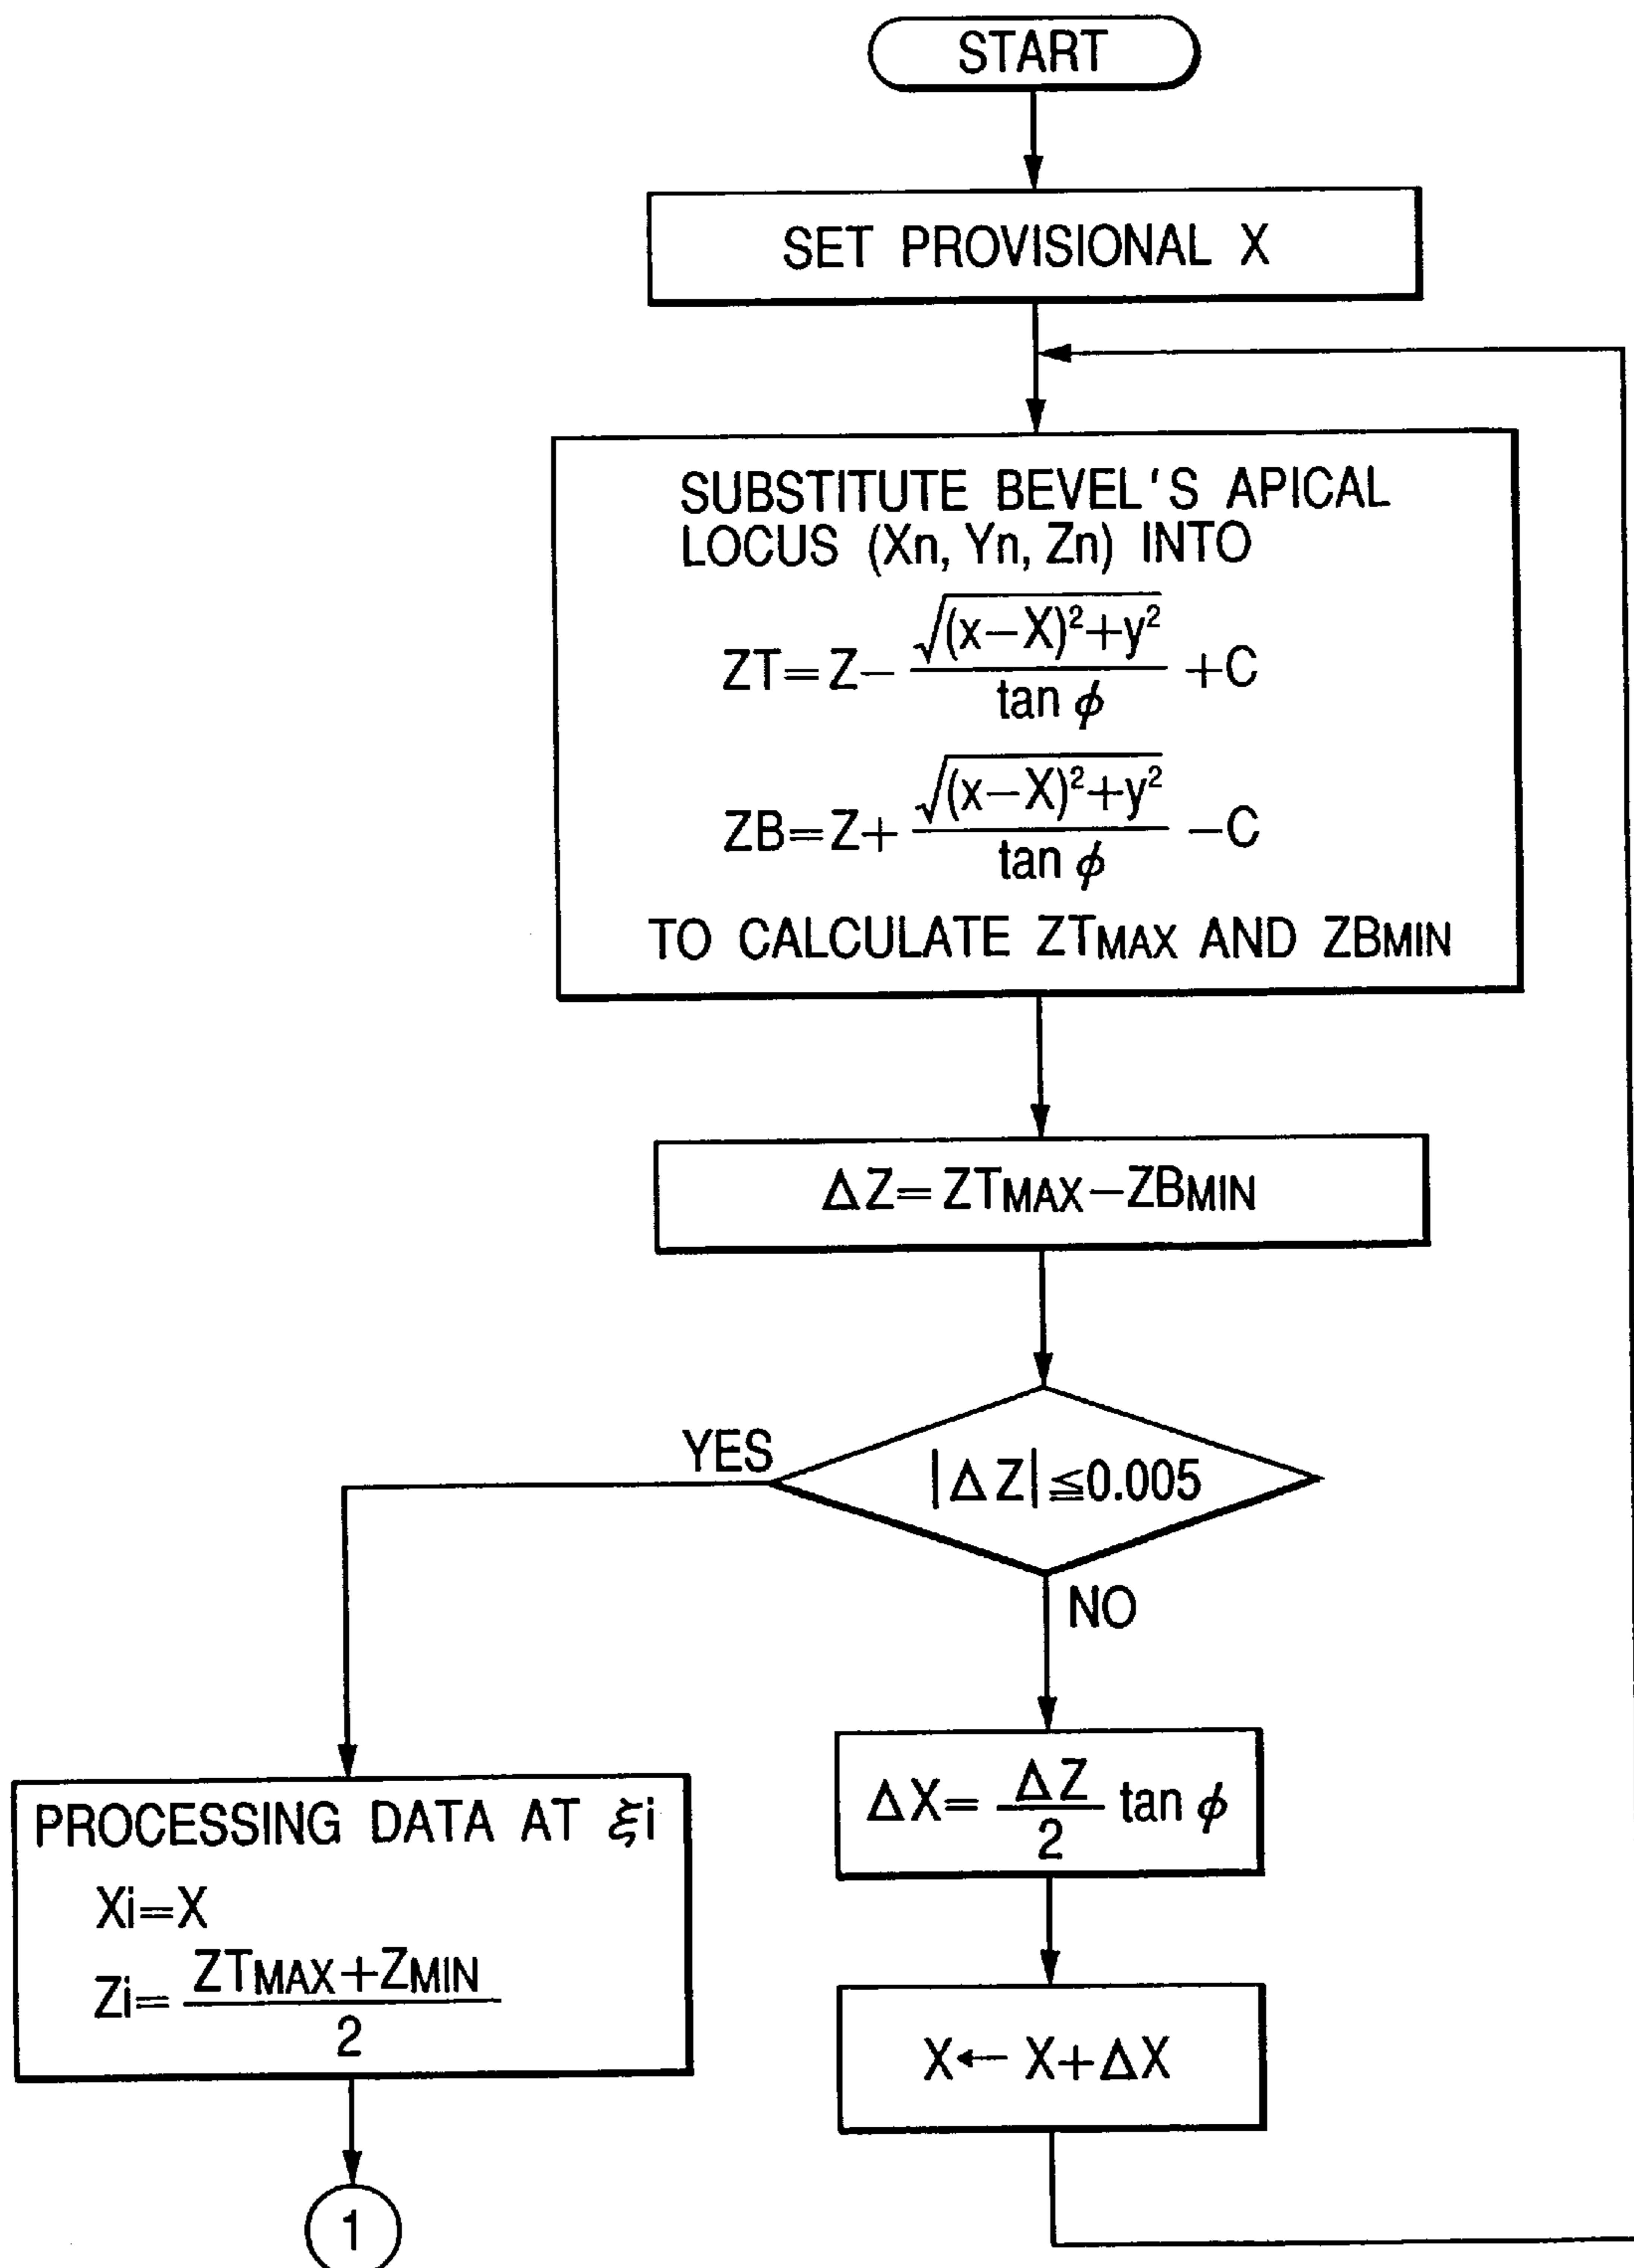 START
SET PROVISIONAL X
SUBSTITUTE BEVEL'S APICAL
LOCUS (Xn, Yn, Zn) INTO
ZT=Z−√((x−X)²+y²)/tan ϕ+C
ZB=Z+√((x−X)²+y²)/tan ϕ−C
TO CALCULATE ZTMAX AND ZBMIN
ΔZ=ZTMAX−ZBMIN
|ΔZ|≦0.005
YES
NO
ΔX=ΔZ/2 tan ϕ
X←X+ΔX
PROCESSING DATA AT ξi
Xi=X
Zi=ZTMAX+ZMIN/2
1